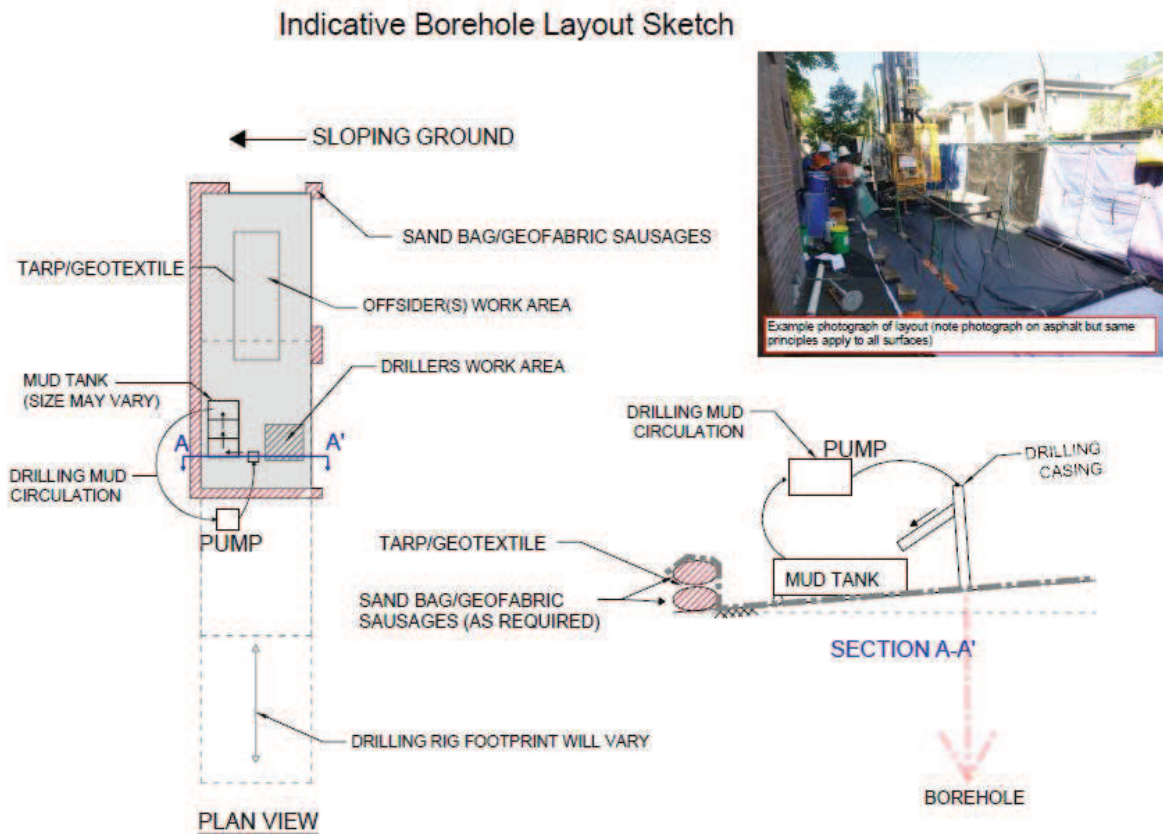 Indicative Borehole Layout Sketch
SLOPING GROUND
SAND BAG/GEOFABRIC SAUSAGES
TARP/GEOTEXTILE
OFFSIDER(S) WORK AREA
DRILLERS WORK AREA
MUD TANK
(SIZE MAY VARY)
A
A'
DRILLING MUD
CIRCULATION
PUMP
DRILLING RIG FOOTPRINT WILL VARY
PLAN VIEW
Example photograph of layout (note photograph on asphalt but same
principles apply to all surfaces)
DRILLING MUD
CIRCULATION
PUMP
DRILLING
CASING
TARP/GEOTEXTILE
MUD TANK
SAND BAG/GEOFABRIC
SAUSAGES (AS REQUIRED)
SECTION A-A'
BOREHOLE